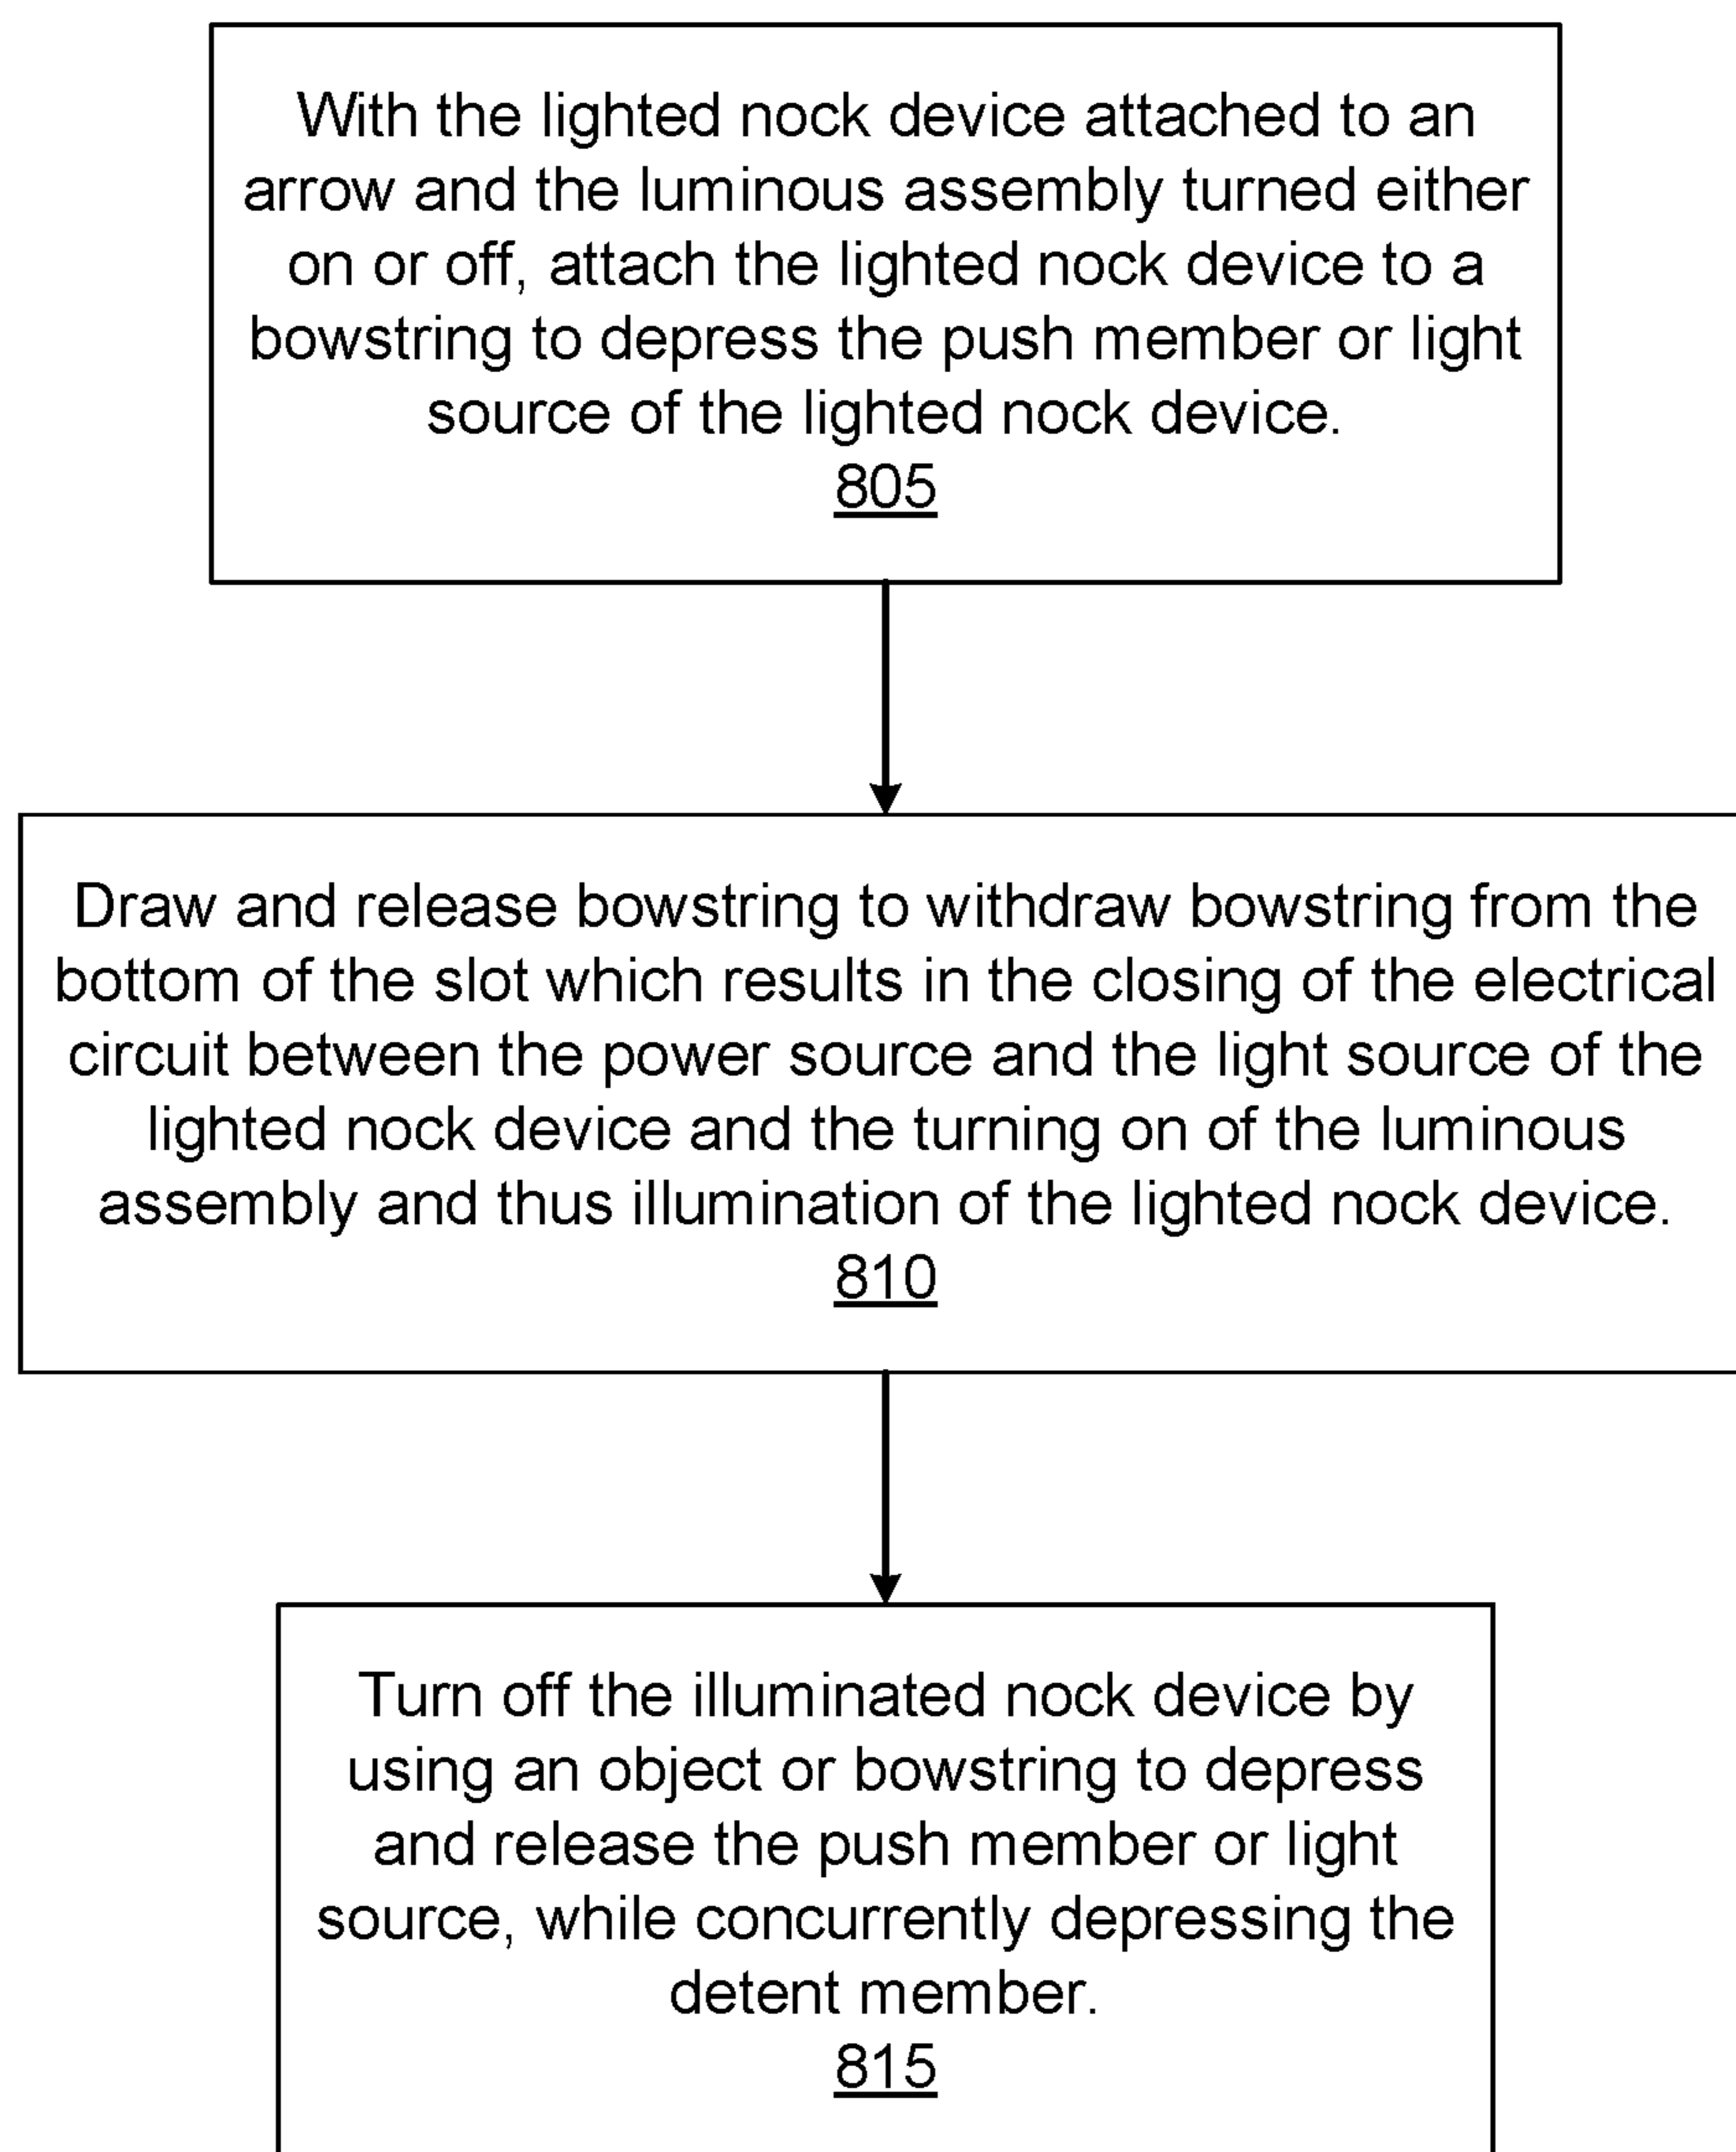 With the lighted nock device attached to an
arrow and the luminous assembly turned either
on or off, attach the lighted nock device to a
bowstring to depress the push member or light
source of the lighted nock device.
805
Draw and release bowstring to withdraw bowstring from the
bottom of the slot which results in the closing of the electrical
circuit between the power source and the light source of the
lighted nock device and the turning on of the luminous
assembly and thus illumination of the lighted nock device.
810
Turn off the illuminated nock device by
using an object or bowstring to depress
and release the push member or light
source, while concurrently depressing the
detent member.
815